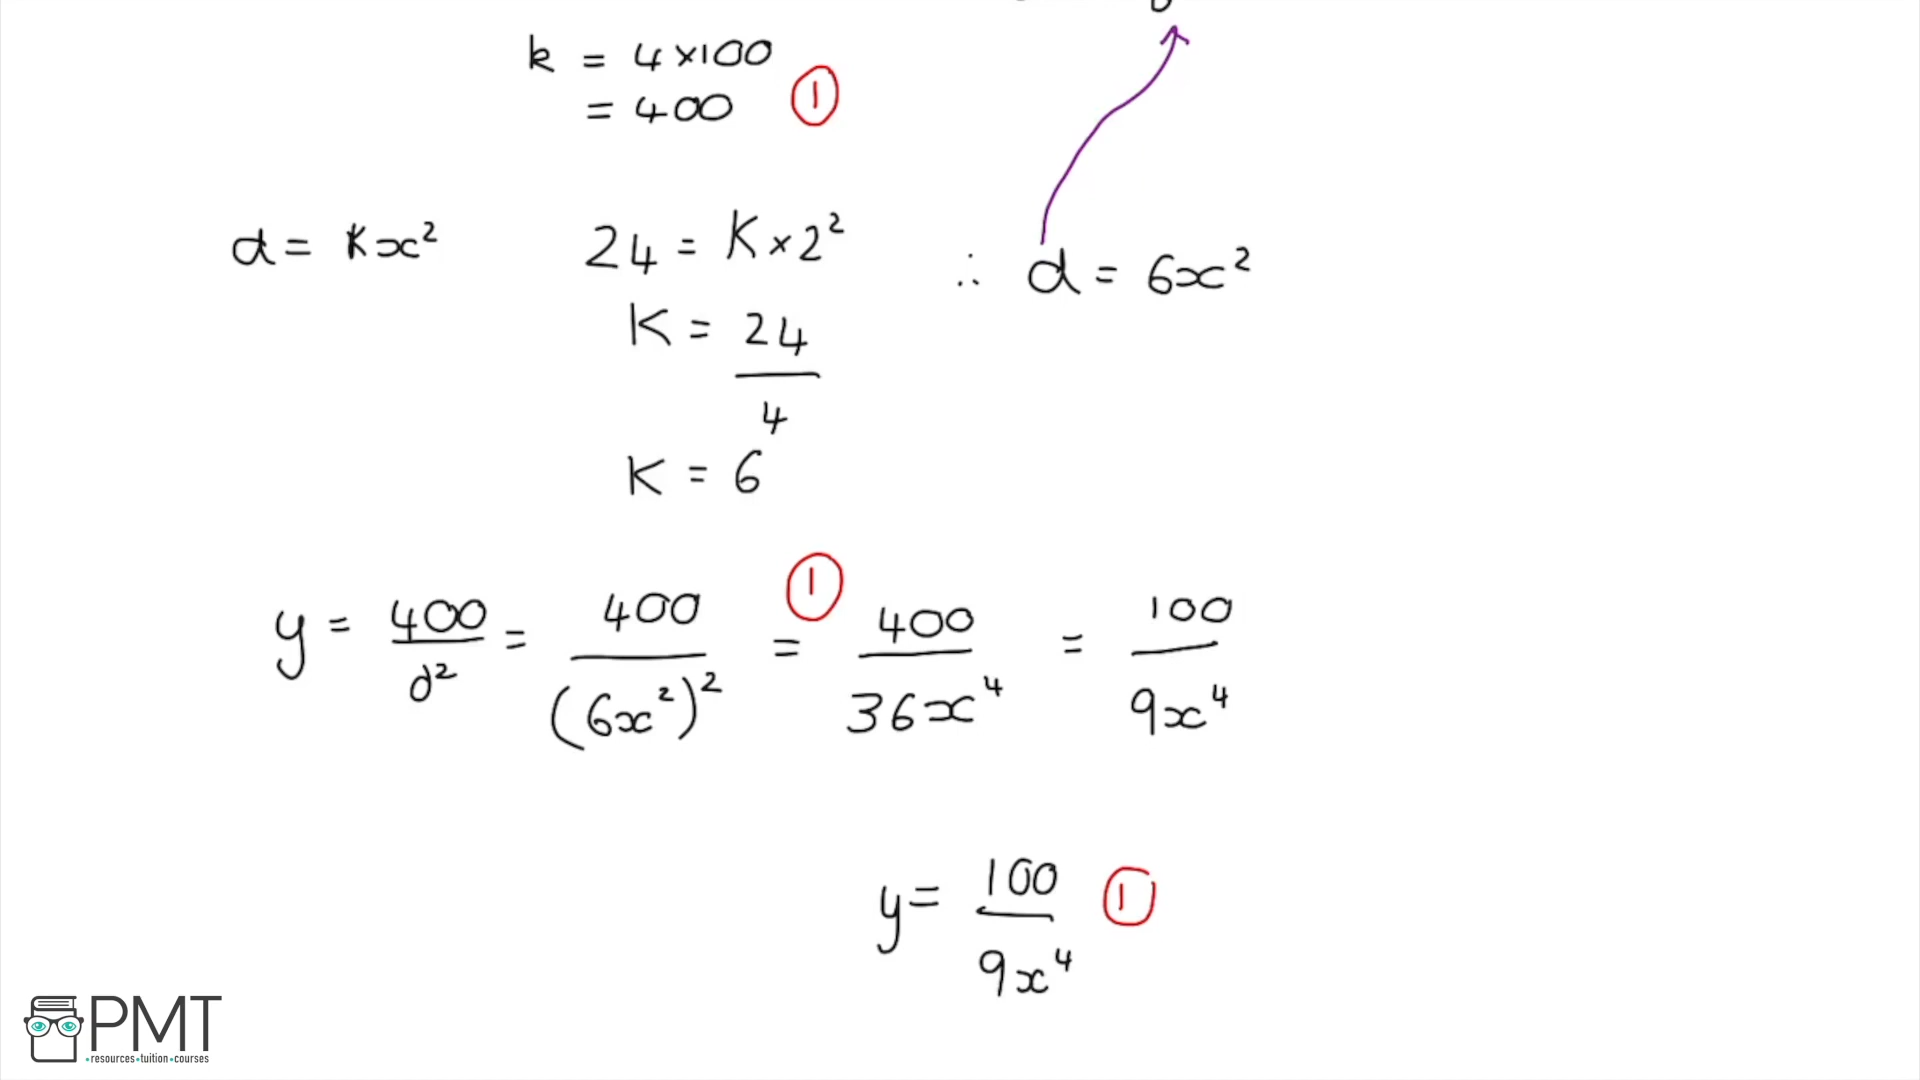 k = 4 × 100
= 400 ①
d = Kx² 24 = K × 2² ∴ d = 6x²
K = 24/4
K = 6
y = 400/d² = 400/(6x²)² ① = 400/36x⁴ = 100/9x⁴
y = 100/9x⁴ ①
PMT
•resources•tuition•courses